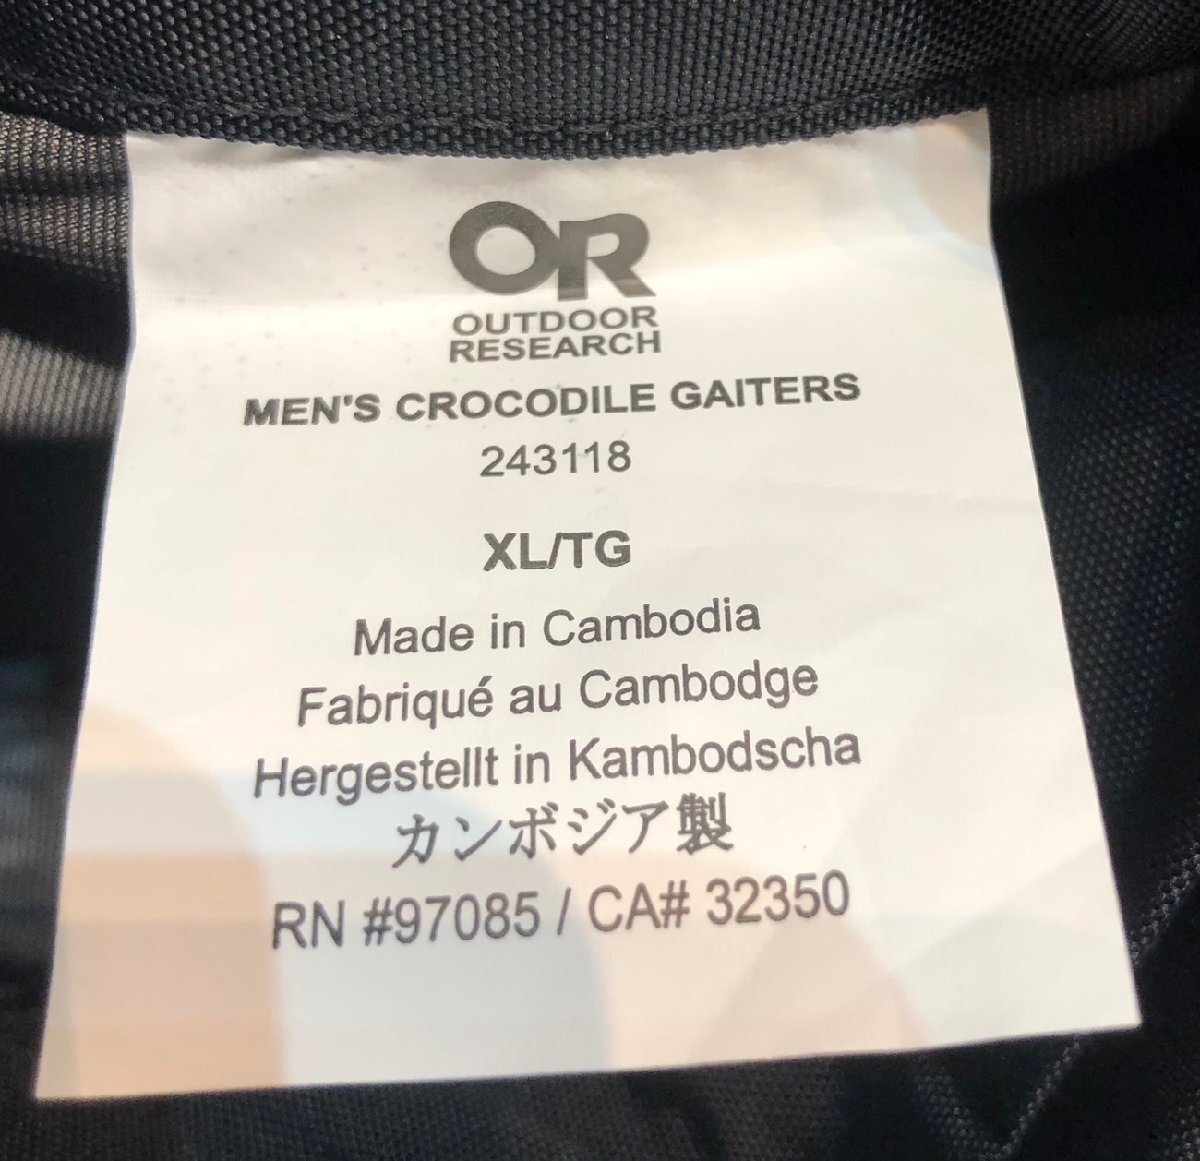 OR
OUTDOOR
RESEARCH
MEN'S CROCODILE GAITERS
243118
XL/TG
Made in Cambodia
Fabriqué au Cambodge
Hergestellt in Kambodscha
カンボジア製
RN #97085 / CA# 32350